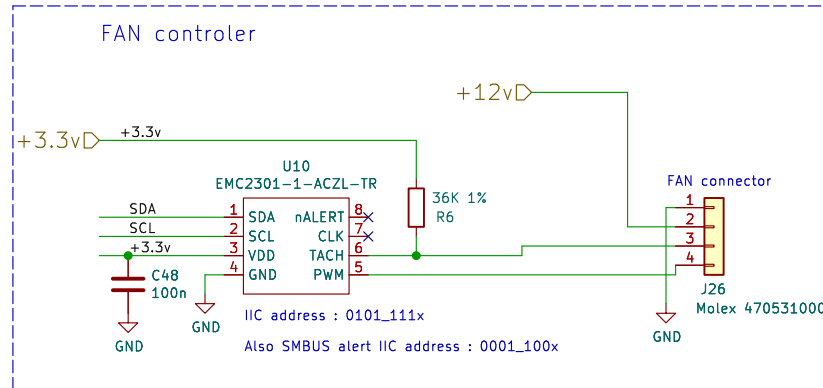 FAN controler
+12v
+3.3v
+3.3v
U10
EMC2301-1-ACZL-TR
FAN connector
36K 1%
R6
SDA
SCL
+3.3v
1 SDA nALERT 8
2 SCL CLK 7
3 VDD TACH 6
4 GND PWM 5
1
2
3
4
C48
100n
J26
Molex 470531000
GND
GND
GND
IIC address : 0101_111x
Also SMBUS alert IIC address : 0001_100x